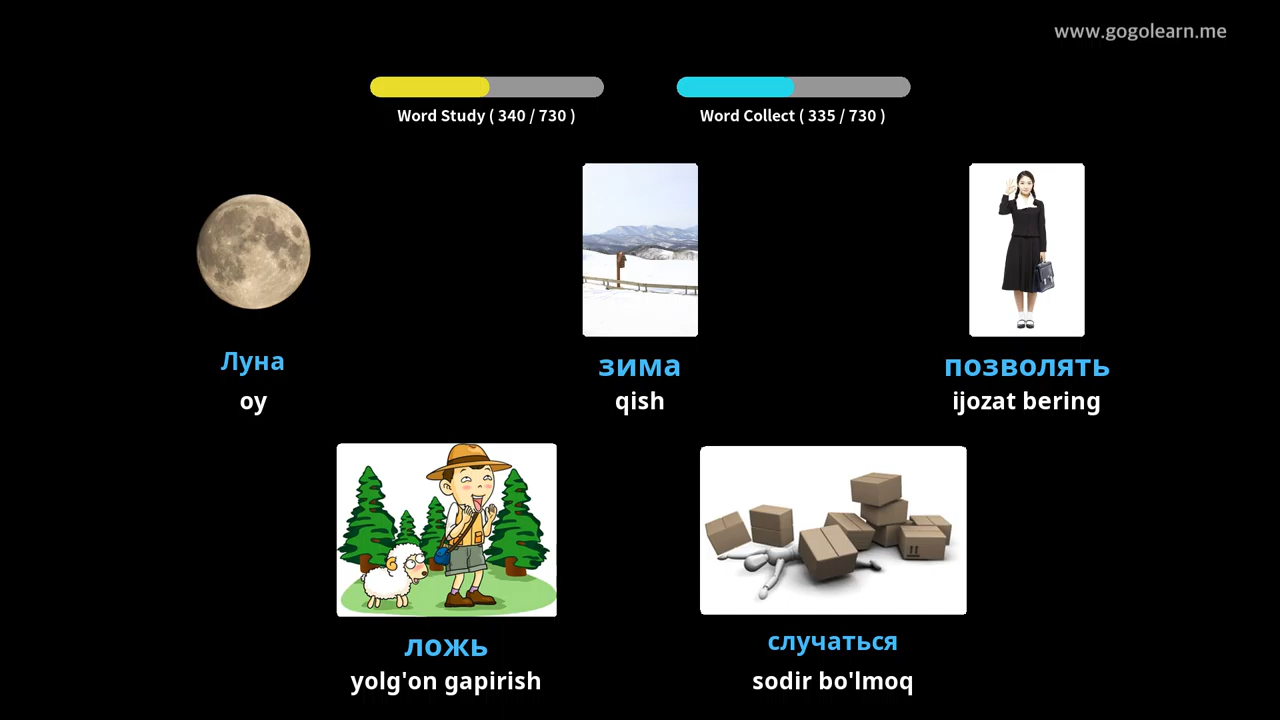 www.gogolearn.me
Word Study ( 340 / 730 )
Word Collect ( 335 / 730 )
Луна
oy
зима
qish
позволять
ijozat bering
ложь
yolg'on gapirish
случаться
sodir bo'lmoq